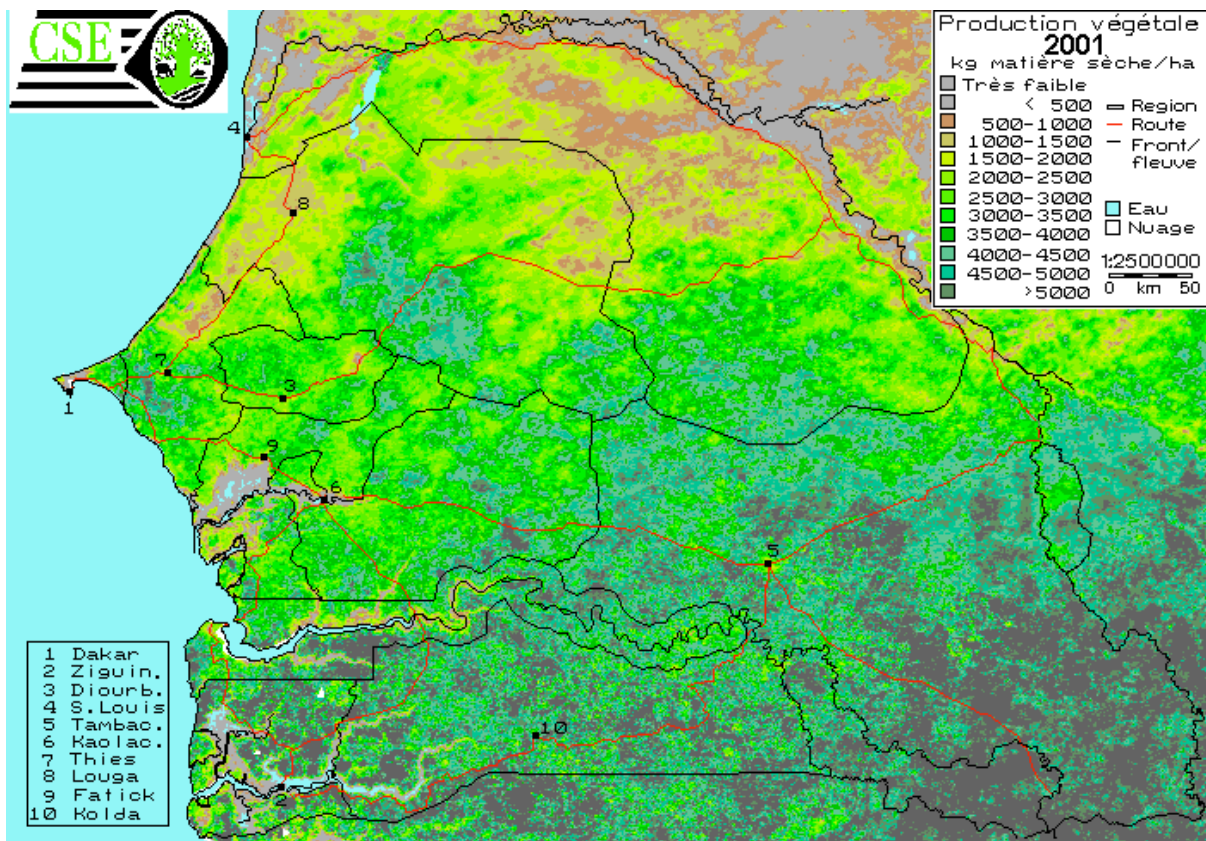 CSE
Production végétale
2001
kg matière sèche/ha
Très faible
< 500
500-1000
1000-1500
1500-2000
2000-2500
2500-3000
3000-3500
3500-4000
4000-4500
4500-5000
>5000
Region
Route
Front/
fleuve
Eau
Nuage
1:2500000
0 km 50
4
8
7
3
1
9
6
5
10
2
1 Dakar
2 Ziguin.
3 Diourb.
4 S.Louis
5 Tambac.
6 Kaolac.
7 Thies
8 Louga
9 Fatick
10 Kolda